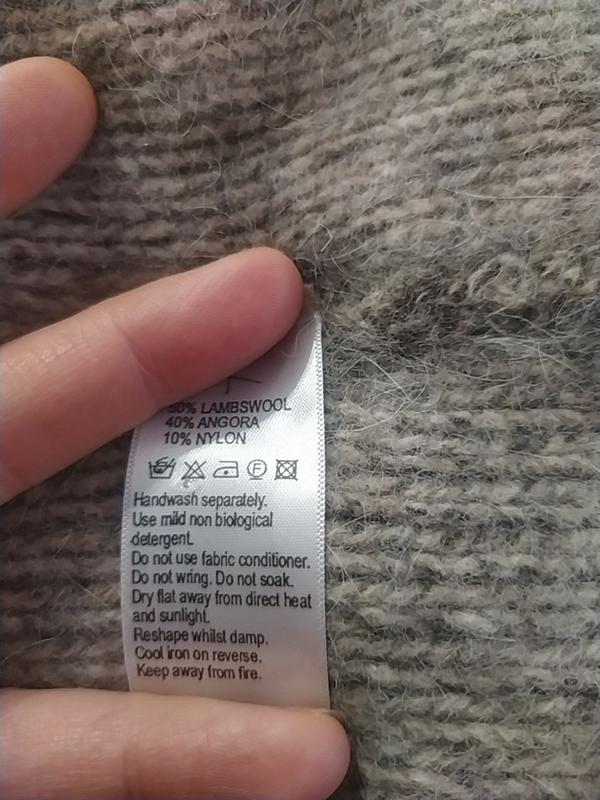 50% LAMBSWOOL
40% ANGORA
10% NYLON
F
Handwash separately.
Use mild non biological
detergent.
Do not use fabric conditioner.
Do not wring. Do not soak.
Dry flat away from direct heat
and sunlight.
Reshape whilst damp.
Cool iron on reverse.
Keep away from fire.